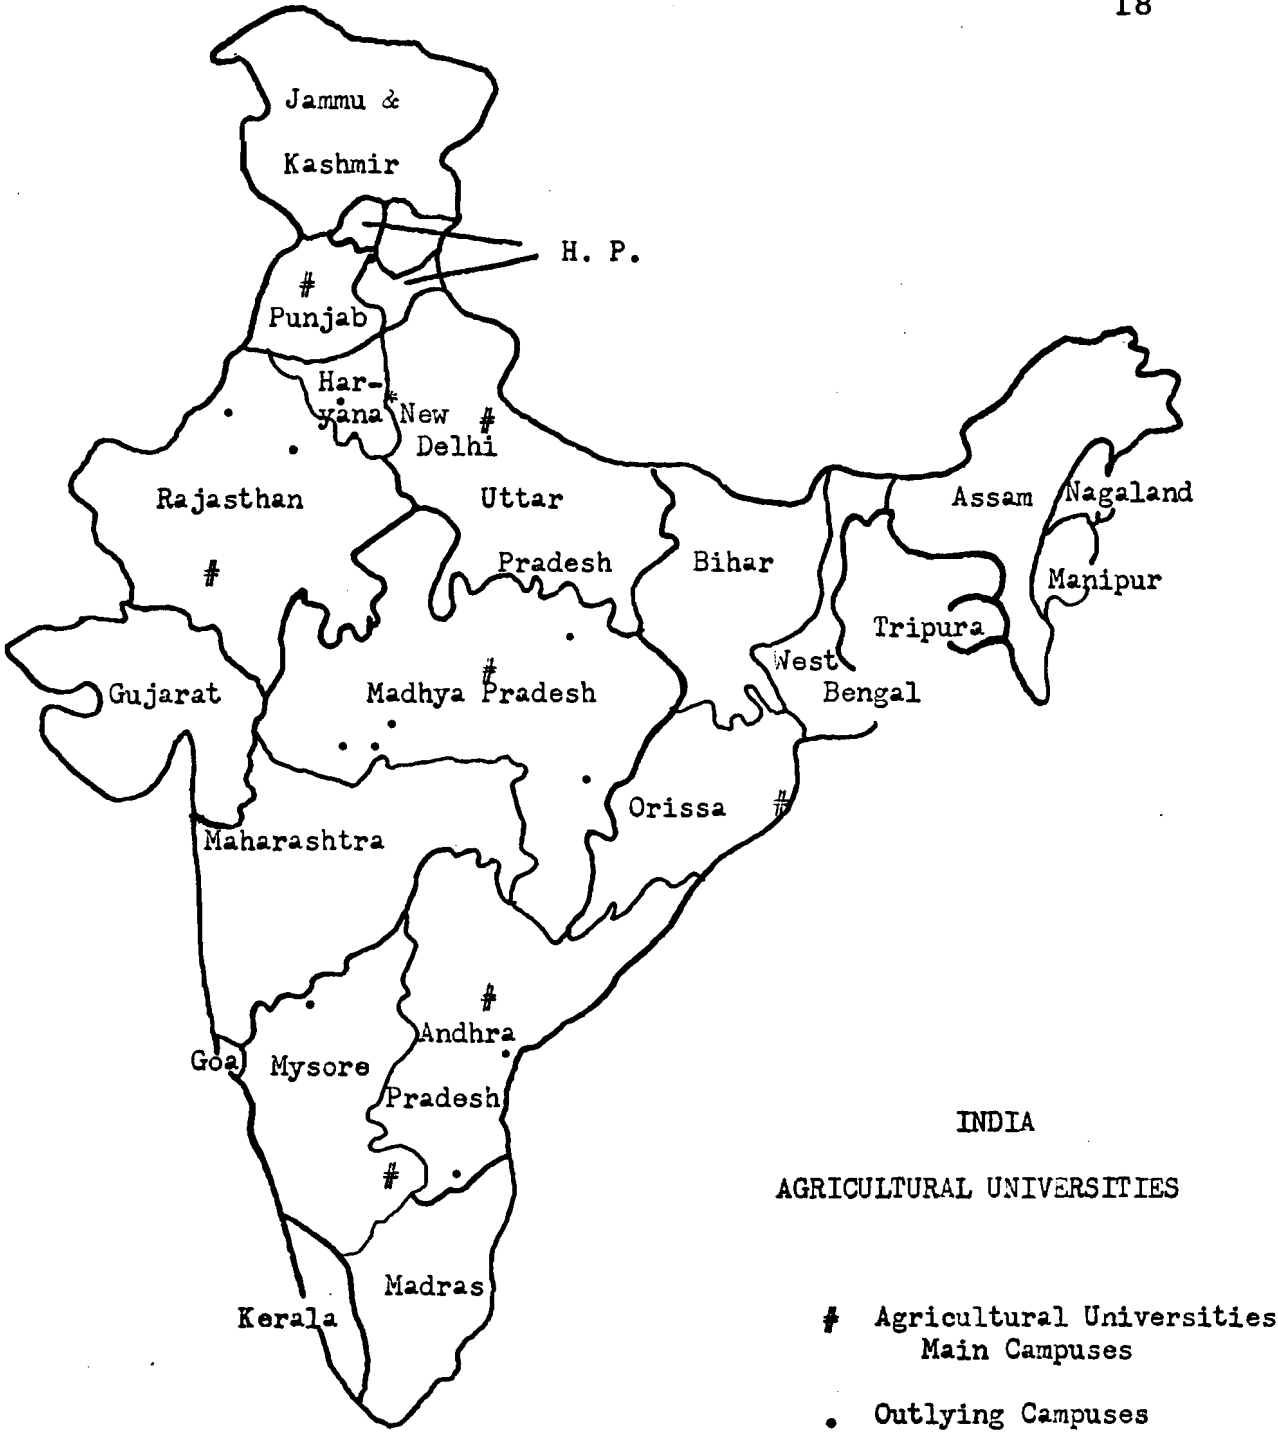 18
Jammu &
Kashmir
H. P.
#
Punjab
Har-
yana
* New
Delhi
#
Rajasthan
#
Uttar
Pradesh
Bihar
Assam
Nagaland
Manipur
Tripura
West
Bengal
Gujarat
#
Madhya Pradesh
Orissa
#
Maharashtra
#
Andhra
Pradesh
Goa
Mysore
#
Madras
Kerala
INDIA
AGRICULTURAL UNIVERSITIES
# Agricultural Universities
Main Campuses
. Outlying Campuses